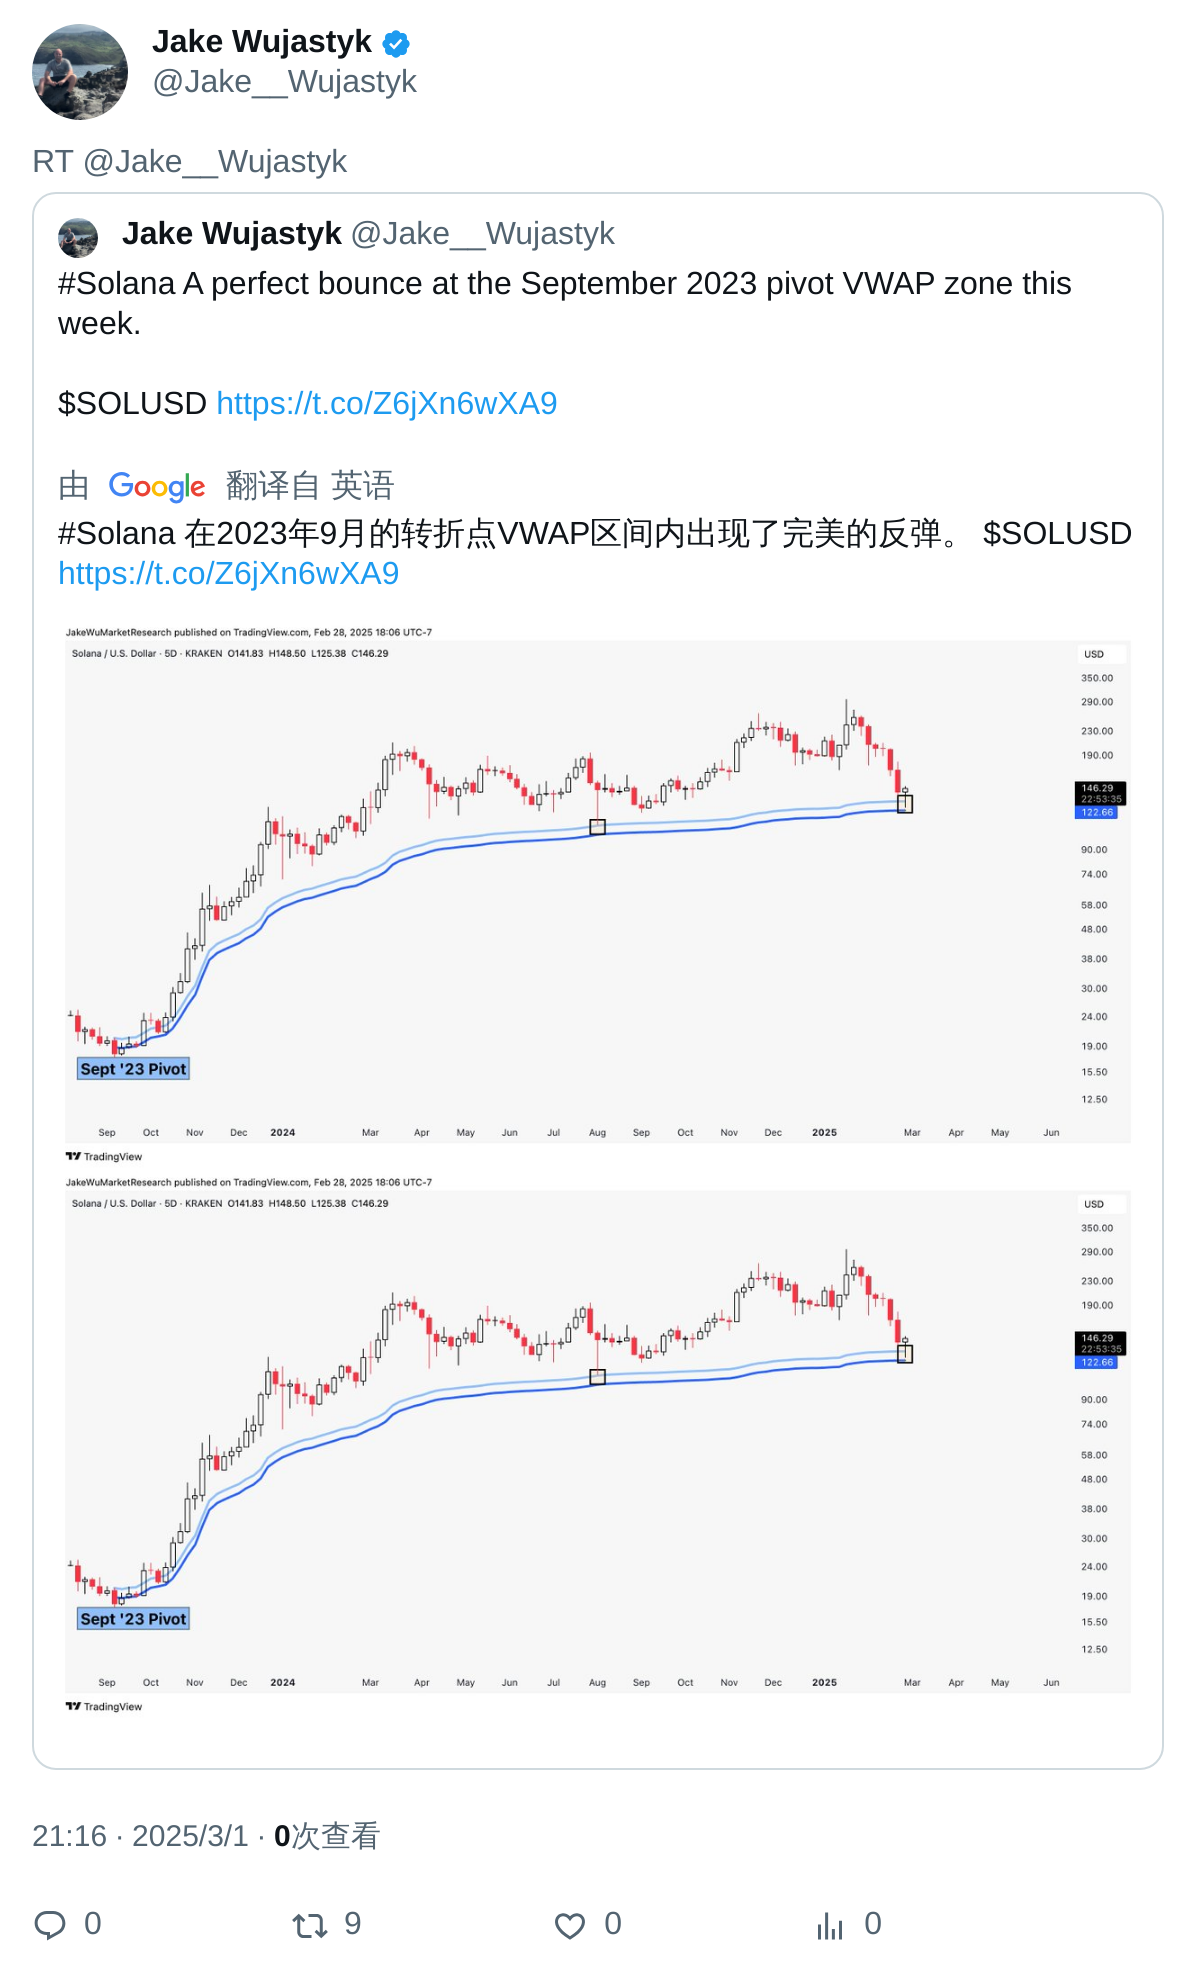 Jake Wujastyk
@Jake__Wujastyk
RT @Jake__Wujastyk
Jake Wujastyk @Jake__Wujastyk
#Solana A perfect bounce at the September 2023 pivot VWAP zone this
week.
$SOLUSD https://t.co/Z6jXn6wXA9
由 Google 翻译自 英语
#Solana 在2023年9月的转折点VWAP区间内出现了完美的反弹。 $SOLUSD
https://t.co/Z6jXn6wXA9
JakeWuMarketResearch published on TradingView.com, Feb 28, 2025 18:06 UTC-7
Solana / U.S. Dollar · 5D · KRAKEN O141.83 H148.50 L125.38 C146.29
USD
350.00
290.00
230.00
190.00
146.29
22:53:35
122.66
90.00
74.00
58.00
48.00
38.00
30.00
24.00
19.00
15.50
12.50
Sept '23 Pivot
Sep Oct Nov Dec 2024 Mar Apr May Jun Jul Aug Sep Oct Nov Dec 2025 Mar Apr May Jun
TradingView
JakeWuMarketResearch published on TradingView.com, Feb 28, 2025 18:06 UTC-7
Solana / U.S. Dollar · 5D · KRAKEN O141.83 H148.50 L125.38 C146.29
USD
350.00
290.00
230.00
190.00
146.29
22:53:35
122.66
90.00
74.00
58.00
48.00
38.00
30.00
24.00
19.00
15.50
12.50
Sept '23 Pivot
Sep Oct Nov Dec 2024 Mar Apr May Jun Jul Aug Sep Oct Nov Dec 2025 Mar Apr May Jun
TradingView
21:16 · 2025/3/1 · 0次查看
0 9 0 0